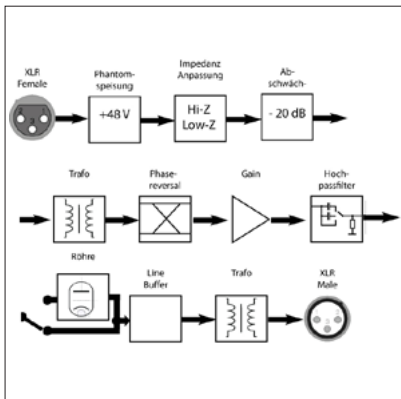 XLR
Female
Phantom-
speisung
Impedanz
Anpassung
Ab-
schwäch-
+48 V
Hi-Z
Low-Z
- 20 dB
Trafo
Phase-
reversal
Gain
Hoch-
passfilter
Röhre
Line
Buffer
Trafo
XLR
Male